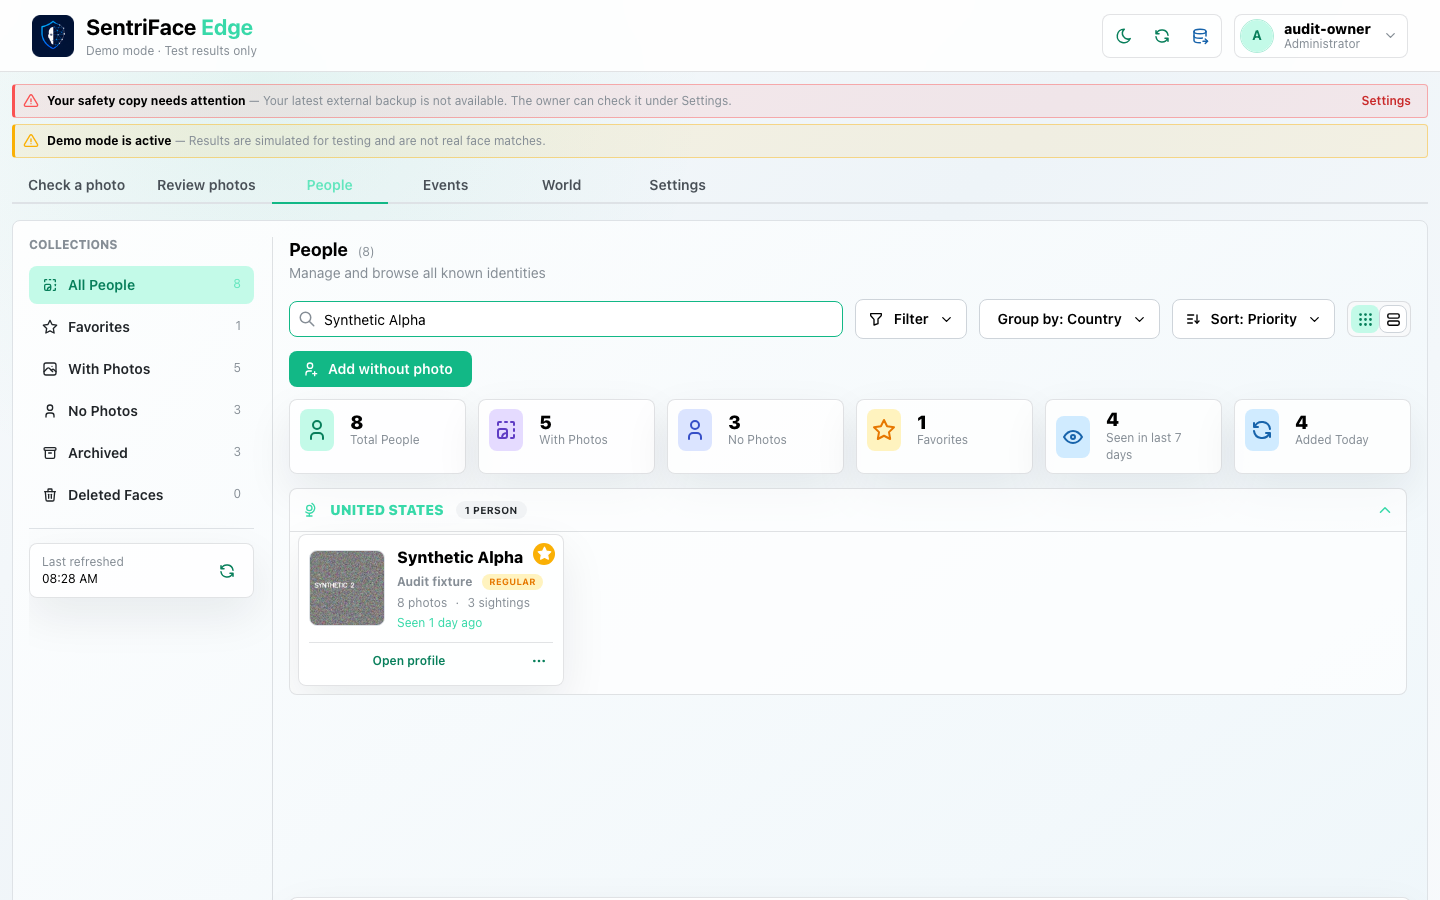 SentriFace Edge
Demo mode · Test results only
A
audit-owner
Administrator
Your safety copy needs attention — Your latest external backup is not available. The owner can check it under Settings.
Settings
Demo mode is active — Results are simulated for testing and are not real face matches.
Check a photo
Review photos
People
Events
World
Settings
COLLECTIONS
All People 8
Favorites 1
With Photos 5
No Photos 3
Archived 3
Deleted Faces 0
Last refreshed
08:28 AM
People (8)
Manage and browse all known identities
Synthetic Alpha
Filter
Group by: Country
Sort: Priority
Add without photo
8
Total People
5
With Photos
3
No Photos
1
Favorites
4
Seen in last 7
days
4
Added Today
UNITED STATES 1 PERSON
SYNTHETIC 2
Synthetic Alpha
Audit fixture REGULAR
8 photos · 3 sightings
Seen 1 day ago
Open profile